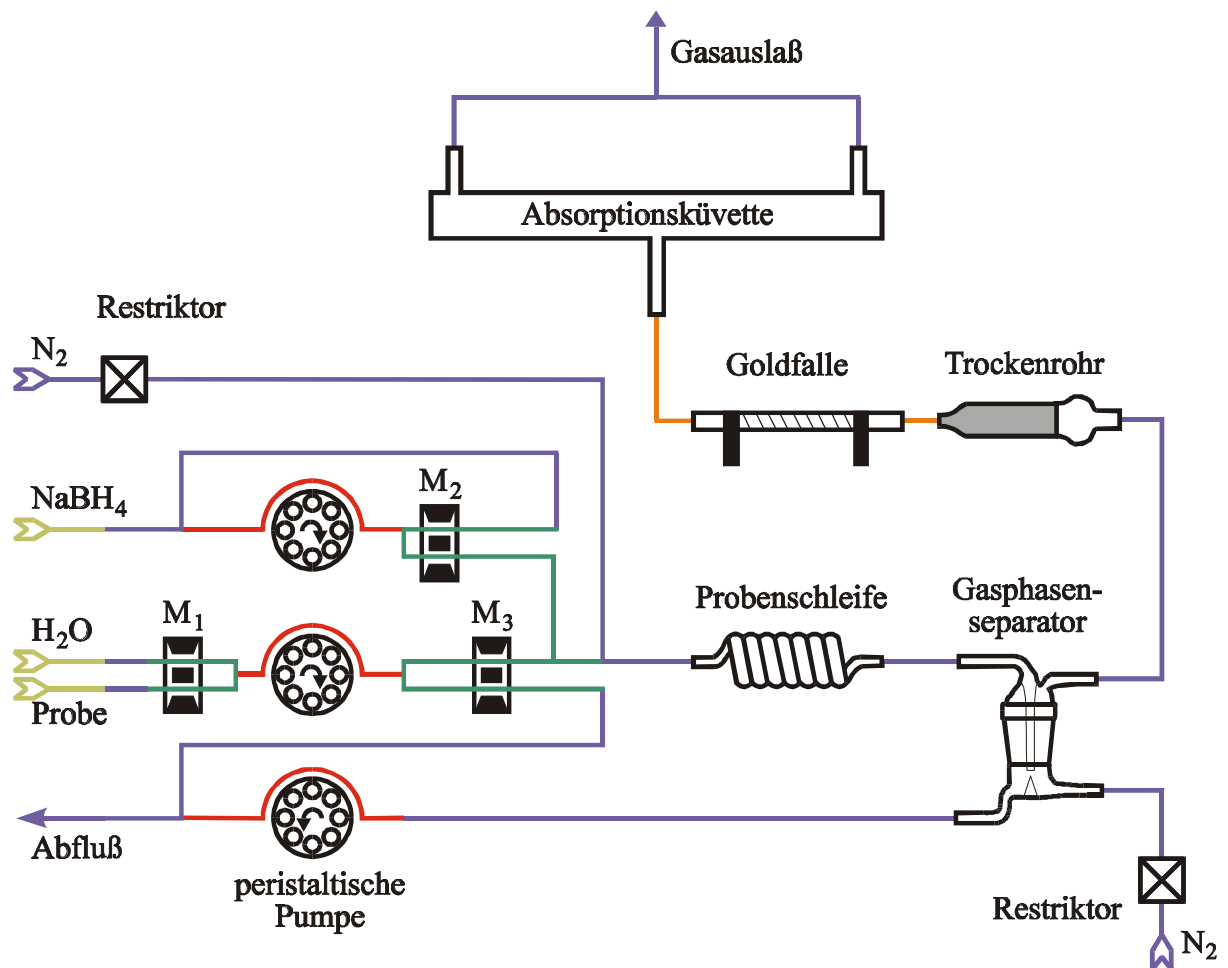 Gasauslaß
Absorptionsküvette
Restriktor
N₂
Goldfalle
Trockenrohr
NaBH₄
M₂
H₂O
M₁
M₃
Probe
Probenschleife
Gasphasen-
separator
Abfluß
peristaltische
Pumpe
Restriktor
N₂